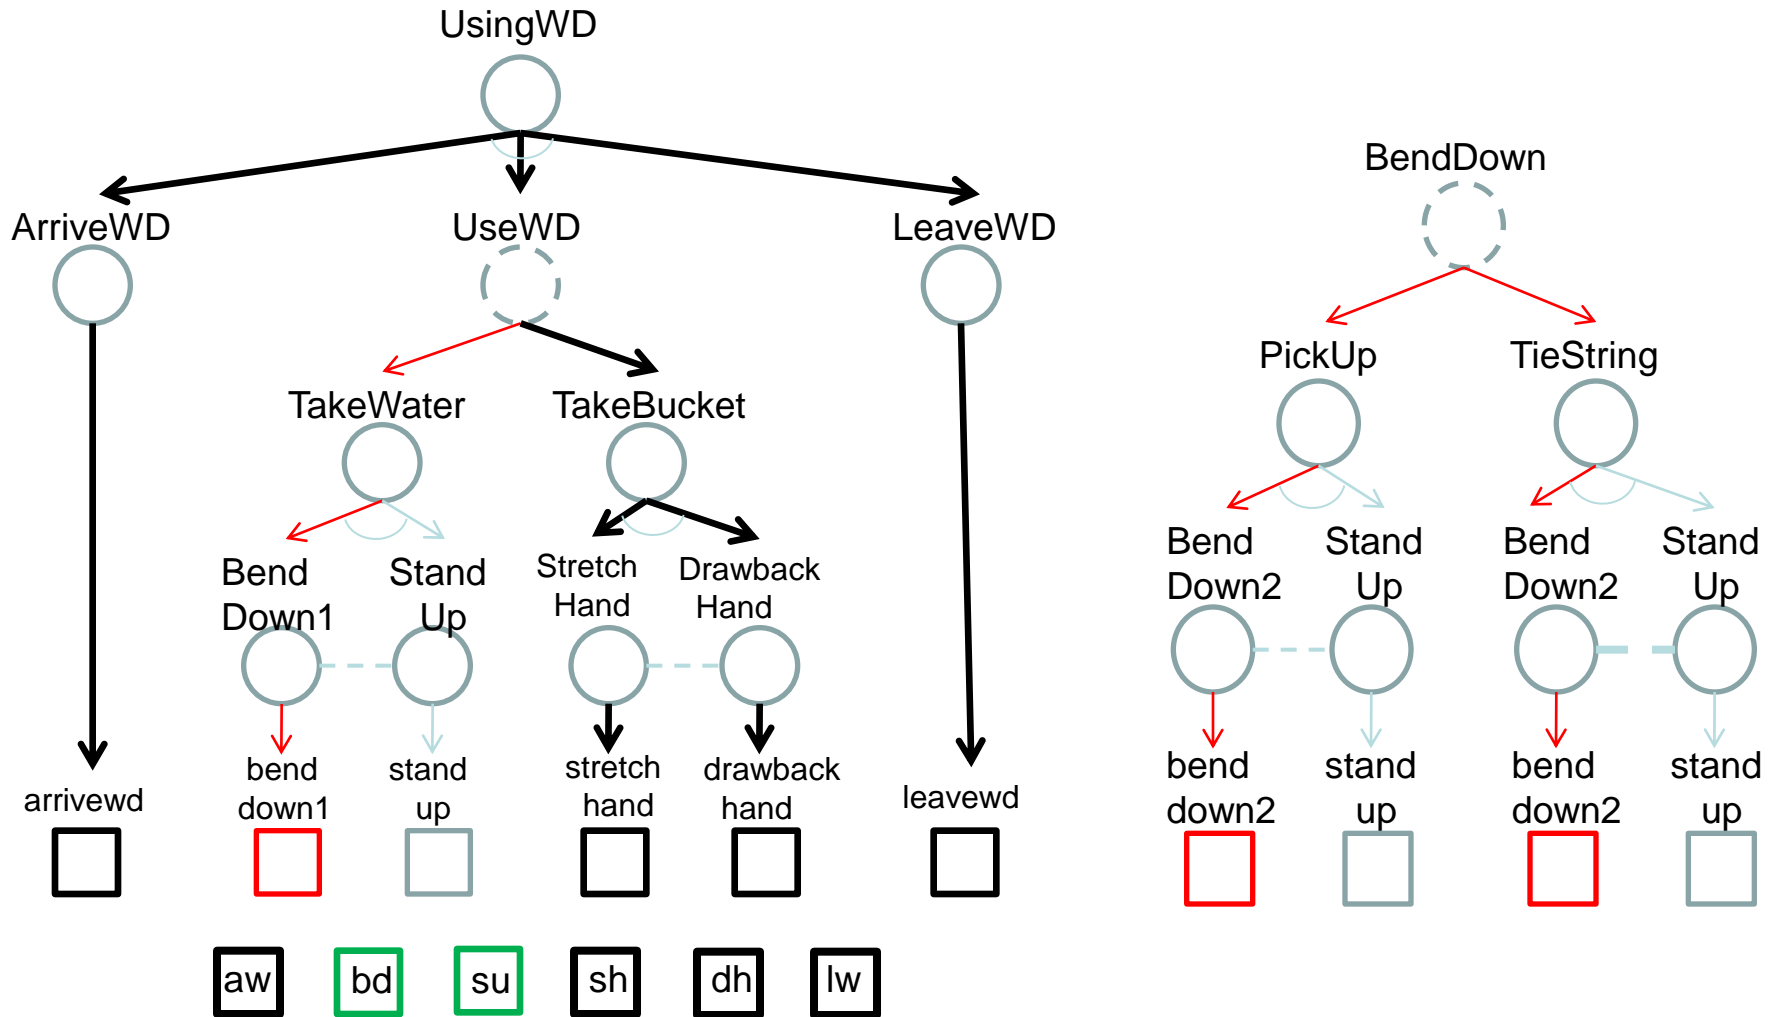 UsingWD
BendDown
ArriveWD
UseWD
LeaveWD
PickUp
TieString
TakeWater
TakeBucket
Bend
Down1
Stand
Up
Stretch
Hand
Drawback
Hand
Bend
Down2
Stand
Up
Bend
Down2
Stand
Up
arrivewd
bend
down1
stand
up
stretch
hand
drawback
hand
leavewd
bend
down2
stand
up
bend
down2
stand
up
aw
bd
su
sh
dh
lw